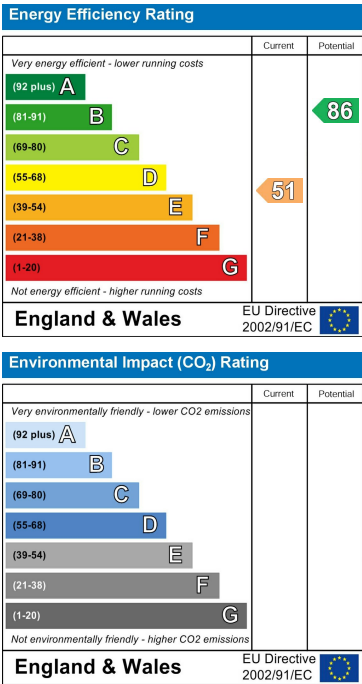 Energy Efficiency Rating
Current Potential
Very energy efficient - lower running costs
(92 plus) A
(81-91) B
86
(69-80) C
(55-68) D
51
(39-54) E
(21-38) F
(1-20) G
Not energy efficient - higher running costs
England & Wales
EU Directive
2002/91/EC
Environmental Impact (CO₂) Rating
Current Potential
Very environmentally friendly - lower CO2 emissions
(92 plus) A
(81-91) B
(69-80) C
(55-68) D
(39-54) E
(21-38) F
(1-20) G
Not environmentally friendly - higher CO2 emissions
England & Wales
EU Directive
2002/91/EC